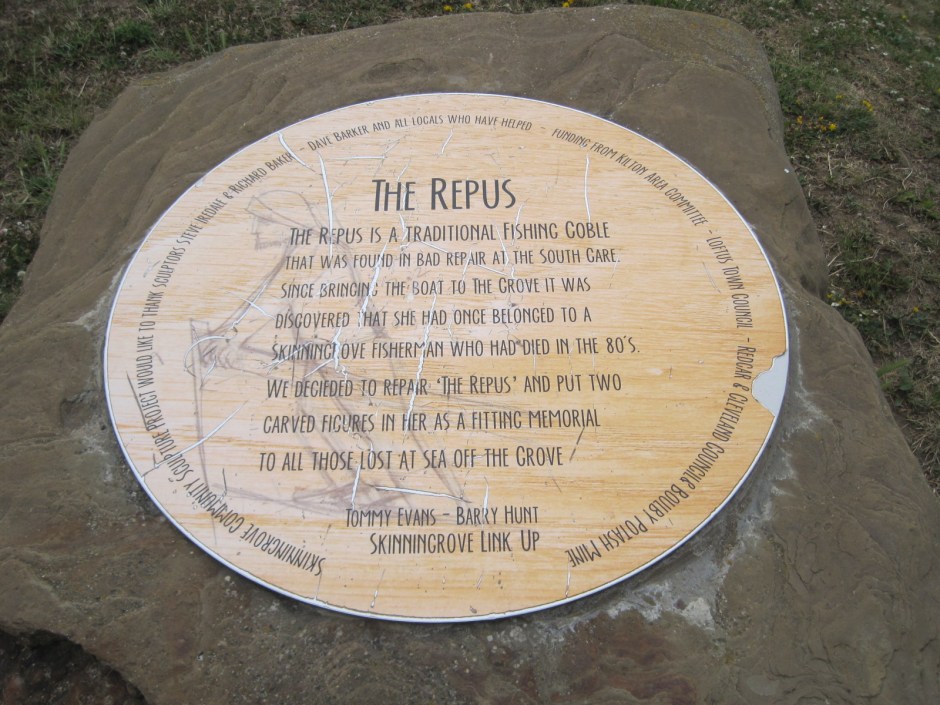 THE REPUS
THE REPUS IS A TRADITIONAL FISHING COBLE
THAT WAS FOUND IN BAD REPAIR AT THE SOUTH GARE.
SINCE BRINGING THE BOAT TO THE GROVE IT WAS
DISCOVERED THAT SHE HAD ONCE BELONGED TO A
SKINNINGROVE FISHERMAN WHO HAD DIED IN THE 80'S.
WE DECIEDED TO REPAIR 'THE REPUS' AND PUT TWO
CARVED FIGURES IN HER AS A FITTING MEMORIAL
TO ALL THOSE LOST AT SEA OFF THE GROVE
TOMMY EVANS - BARRY HUNT
SKINNINGROVE LINK UP
SKINNINGROVE COMMUNITY SCULPTURE PROJECT WOULD LIKE TO THANK SCULPTORS STEVE IREDALE & RICHARD BAKER - DAVE BARKER AND ALL LOCALS WHO HAVE HELPED - FUNDING FROM KILTON AREA COMMITTEE - LOFTUS TOWN COUNCIL - REDCAR & CLEVELAND COUNCIL& BOULBY POTASH MINE